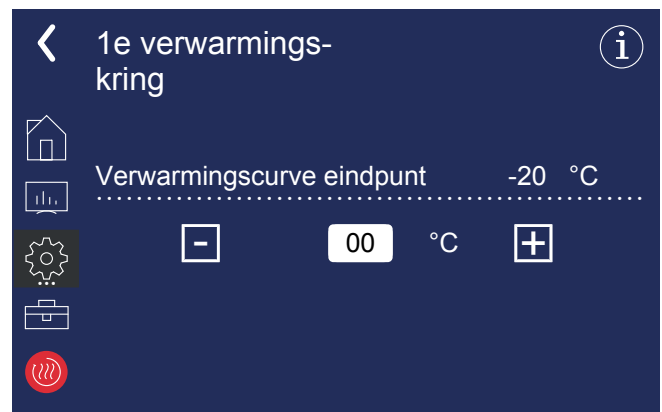 1e verwarmings-
kring
i
Verwarmingscurve eindpunt -20 °C
- 00 °C +